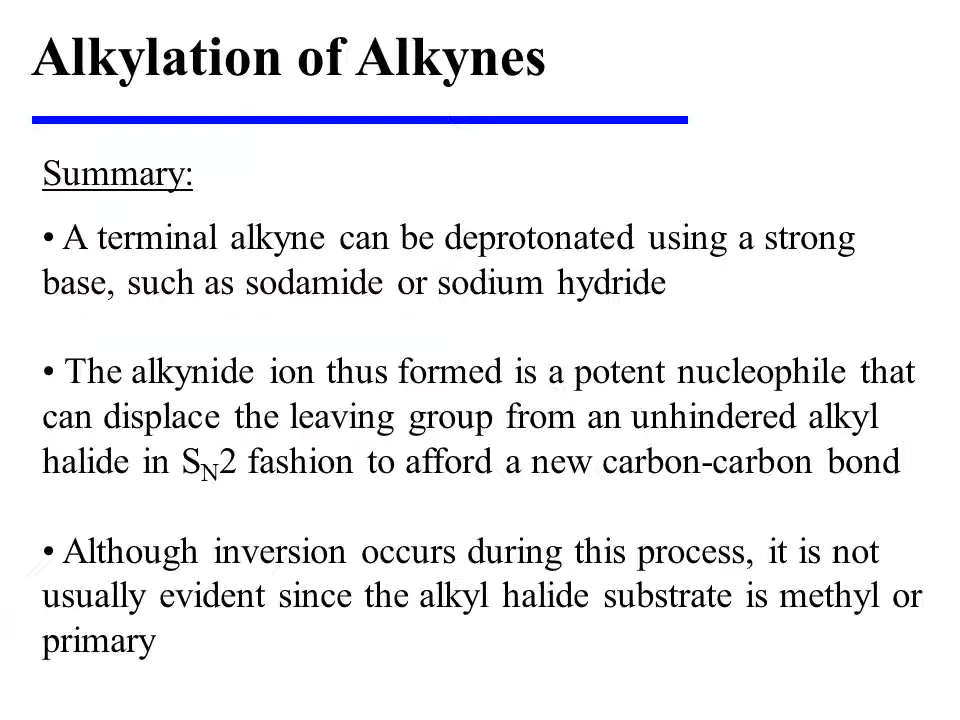 Alkylation of Alkynes
Summary:
• A terminal alkyne can be deprotonated using a strong
base, such as sodamide or sodium hydride
• The alkynide ion thus formed is a potent nucleophile that
can displace the leaving group from an unhindered alkyl
halide in SN2 fashion to afford a new carbon-carbon bond
• Although inversion occurs during this process, it is not
usually evident since the alkyl halide substrate is methyl or
primary